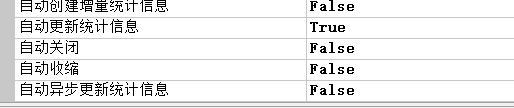 自动创建增量统计信息 False
自动更新统计信息 True
自动关闭 False
自动收缩 False
自动异步更新统计信息 False